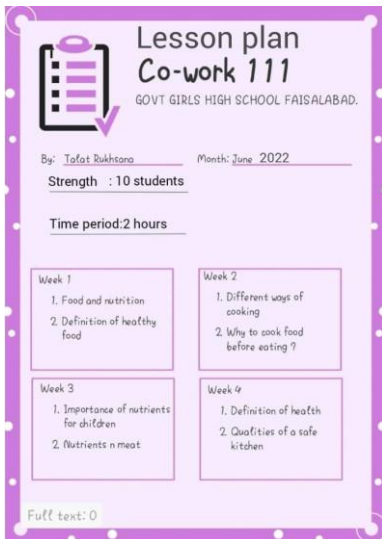 Lesson plan
Co-work 111
GOVT GIRLS HIGH SCHOOL FAISALABAD.
By: Talat Rukhsana Month: June 2022
Strength : 10 students
Time period:2 hours
Week 1
1. Food and nutrition
2. Definition of healthy
food
Week 2
1. Different ways of
cooking
2. Why to cook food
before eating ?
Week 3
1. Importance of nutrients
for children
2. Nutrients n meat
Week 4
1. Definition of health
2. Qualities of a safe
kitchen
Full text: 0